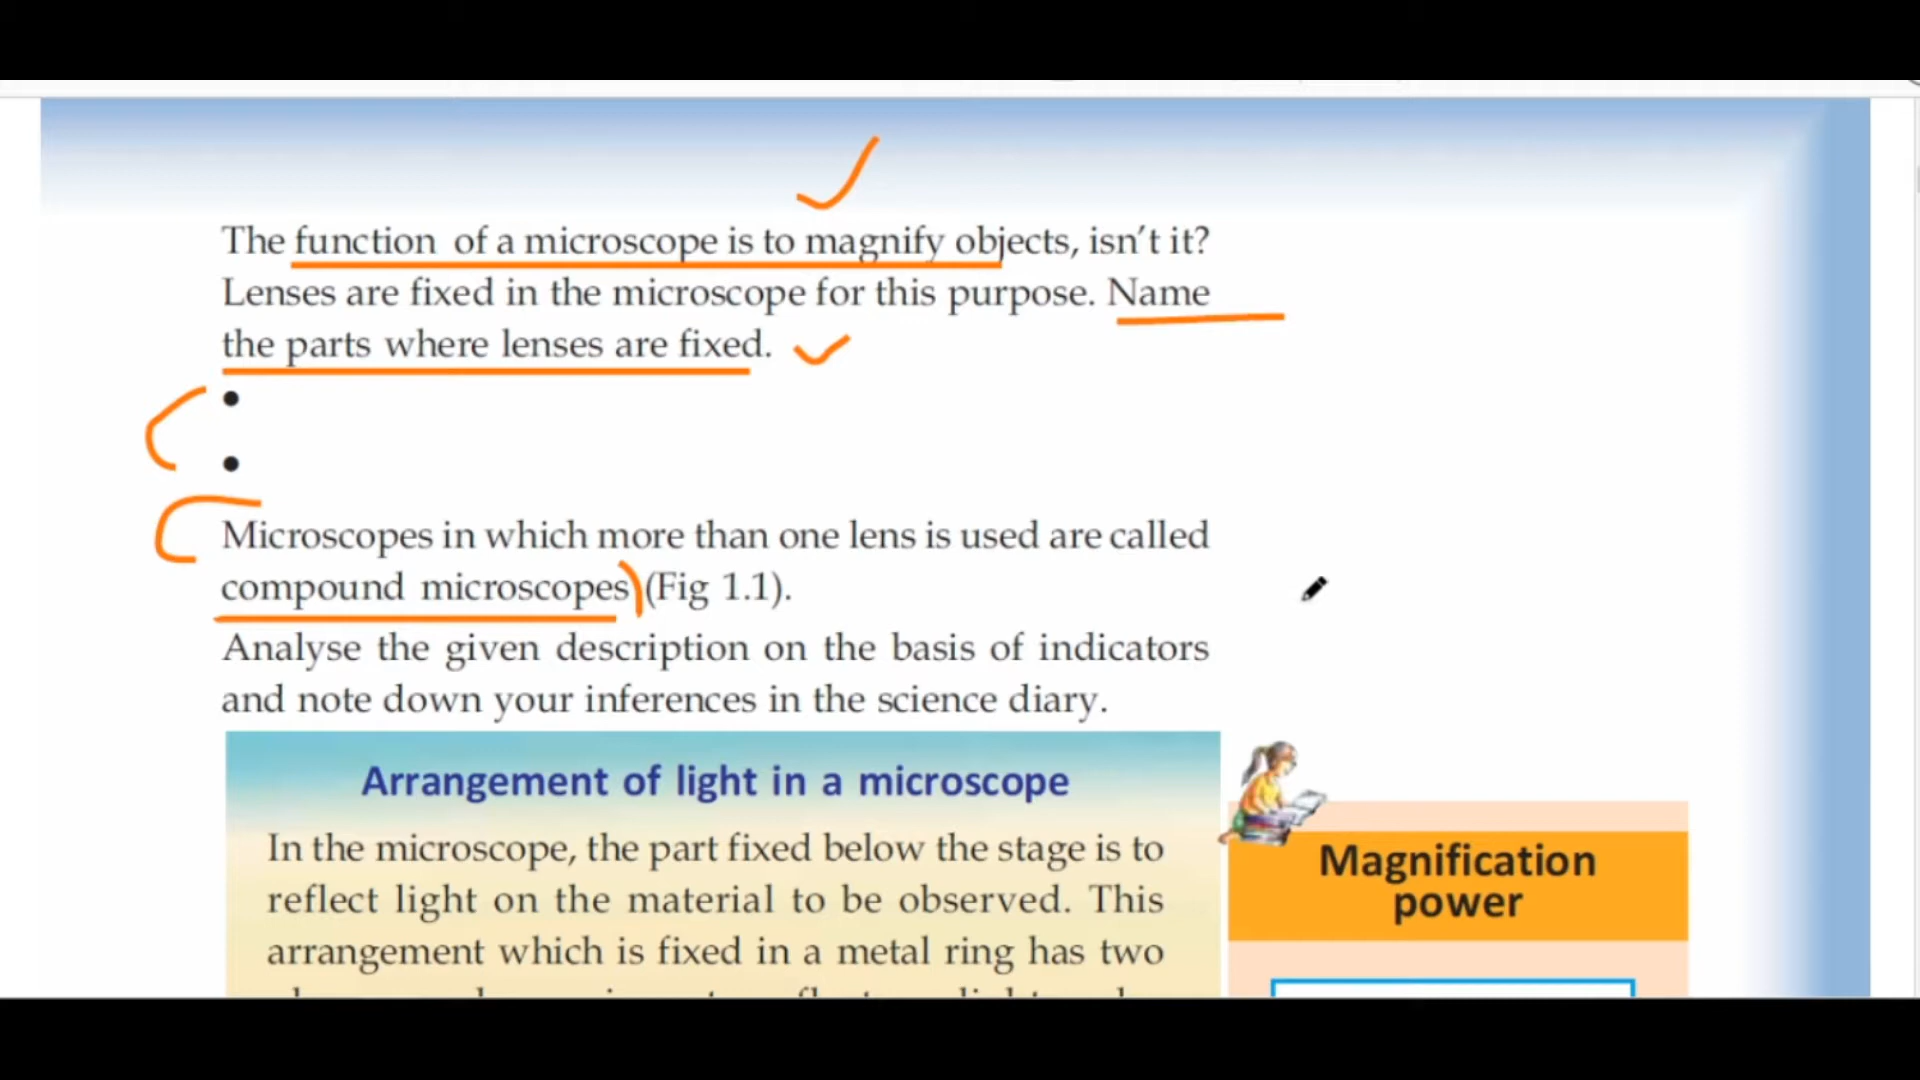 The function of a microscope is to magnify objects, isn't it?
Lenses are fixed in the microscope for this purpose. Name
the parts where lenses are fixed.
•
•
Microscopes in which more than one lens is used are called
compound microscopes (Fig 1.1).
Analyse the given description on the basis of indicators
and note down your inferences in the science diary.
Arrangement of light in a microscope
In the microscope, the part fixed below the stage is to
reflect light on the material to be observed. This
arrangement which is fixed in a metal ring has two
Magnification
power